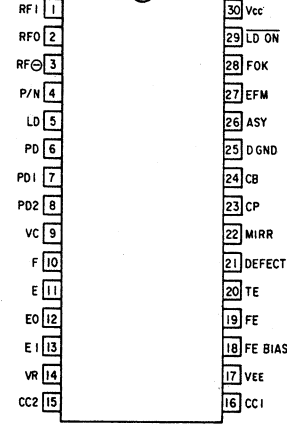 RFI 1 30 Vcc
RFO 2 29 LD ON
RF⊖ 3 28 FOK
P/N 4 27 EFM
LD 5 26 ASY
PD 6 25 DGND
PD1 7 24 CB
PD2 8 23 CP
VC 9 22 MIRR
F 10 21 DEFECT
E 11 20 TE
EO 12 19 FE
EI 13 18 FE BIAS
VR 14 17 VEE
CC2 15 16 CC1